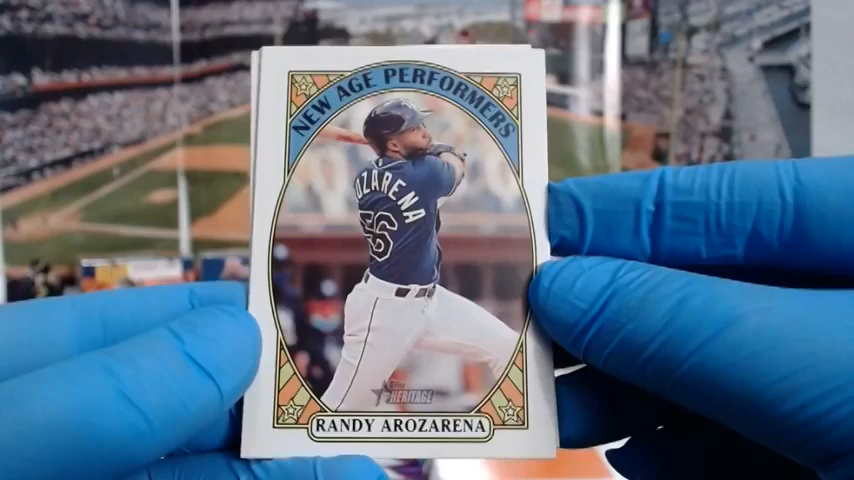 NEW AGE PERFORMERS
OZARENA
56
Topps
HERITAGE
RANDY AROZARENA